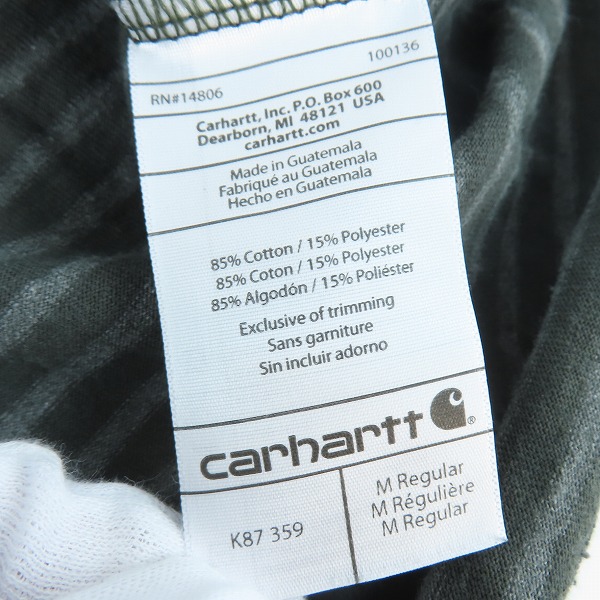 RN#14806 100136
Carhartt, Inc. P.O. Box 600
Dearborn, MI 48121 USA
carhartt.com
Made in Guatemala
Fabriqué au Guatemala
Hecho en Guatemala
85% Cotton / 15% Polyester
85% Coton / 15% Polyester
85% Algodón / 15% Poliéster
Exclusive of trimming
Sans garniture
Sin incluir adorno
carhartt ®
K87 359
M Regular
M Régulière
M Regular